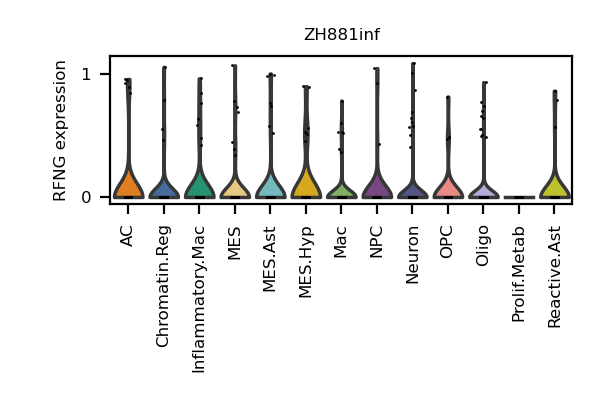 ZH881inf
RFNG expression
1
0
AC
Chromatin.Reg
Inflammatory.Mac
MES
MES.Ast
MES.Hyp
Mac
NPC
Neuron
OPC
Oligo
Prolif.Metab
Reactive.Ast